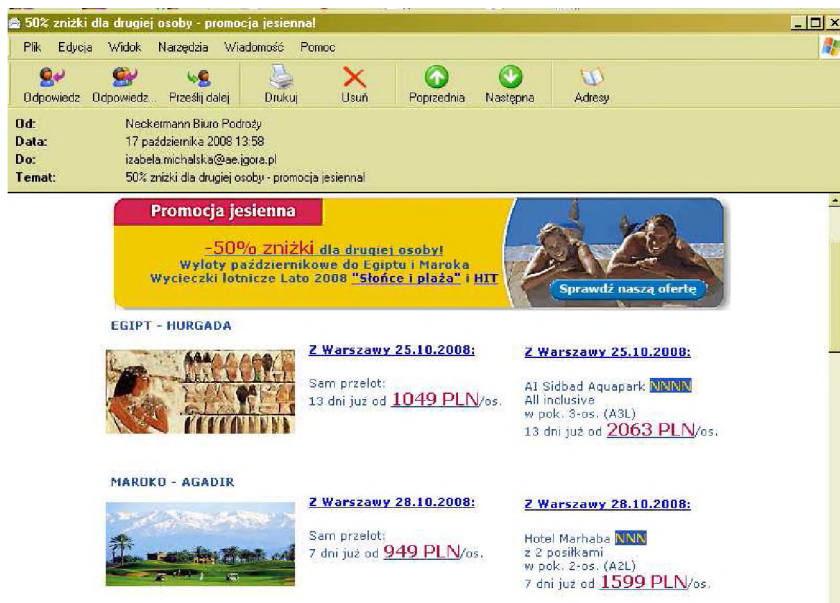 50% zniżki dla drugiej osoby - promocja jesienna!
Plik Edycja Widok Narzędzia Wiadomość Pomoc
Odpowiedz Odpowiedz... Prześlij dalej Drukuj Usuń Poprzednia Następna Adresy
Od: Neckermann Biuro Podroży
Data: 17 października 2008 13:58
Do: izabela.michalska@ae.jgora.pl
Temat: 50% zniżki dla drugiej osoby - promocja jesienna!
Promocja jesienna
-50% zniżki dla drugiej osoby!
Wyloty październikowe do Egiptu i Maroka
Wycieczki lotnicze Lato 2008 "Słońce i plaża" i HIT
Sprawdź naszą ofertę
EGIPT - HURGADA
Z Warszawy 25.10.2008:
Sam przelot:
13 dni już od 1049 PLN/os.
Z Warszawy 25.10.2008:
AI Sidbad Aquapark NNNN
All inclusive
w pok. 3-os. (A3L)
13 dni już od 2063 PLN/os.
MAROKO - AGADIR
Z Warszawy 28.10.2008:
Sam przelot:
7 dni już od 949 PLN/os.
Z Warszawy 28.10.2008:
Hotel Marhaba NNN
z 2 posiłkami
w pok. 2-os. (A2L)
7 dni już od 1599 PLN/os.